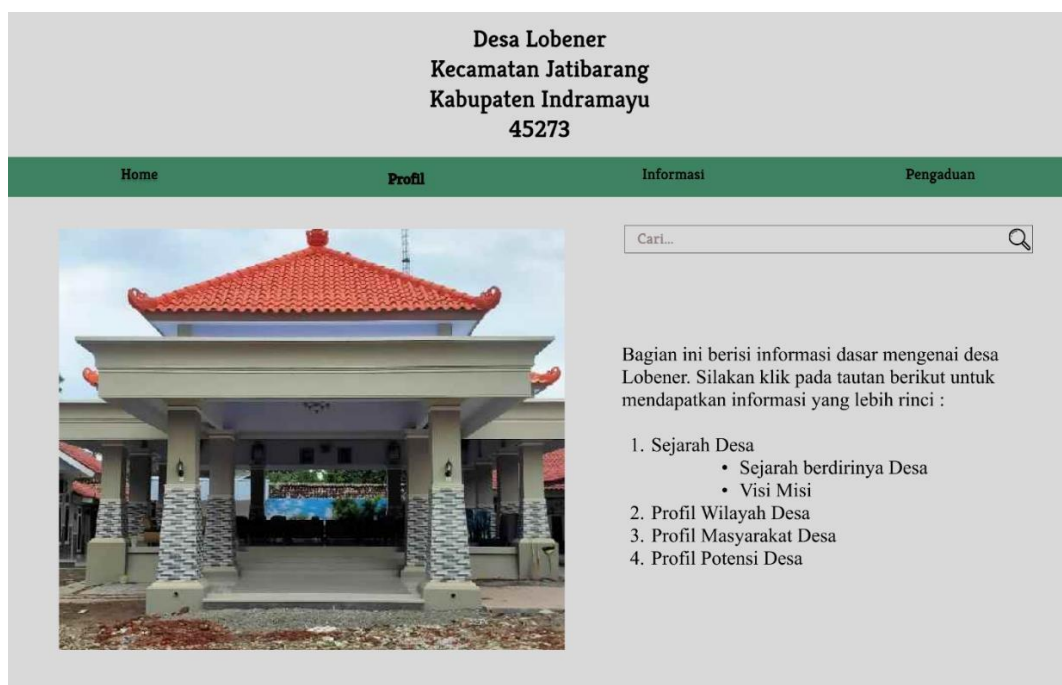 Desa Lobener
Kecamatan Jatibarang
Kabupaten Indramayu
45273
Home
Profil
Informasi
Pengaduan
Cari...
Bagian ini berisi informasi dasar mengenai desa
Lobener. Silakan klik pada tautan berikut untuk
mendapatkan informasi yang lebih rinci :
1. Sejarah Desa
• Sejarah berdirinya Desa
• Visi Misi
2. Profil Wilayah Desa
3. Profil Masyarakat Desa
4. Profil Potensi Desa